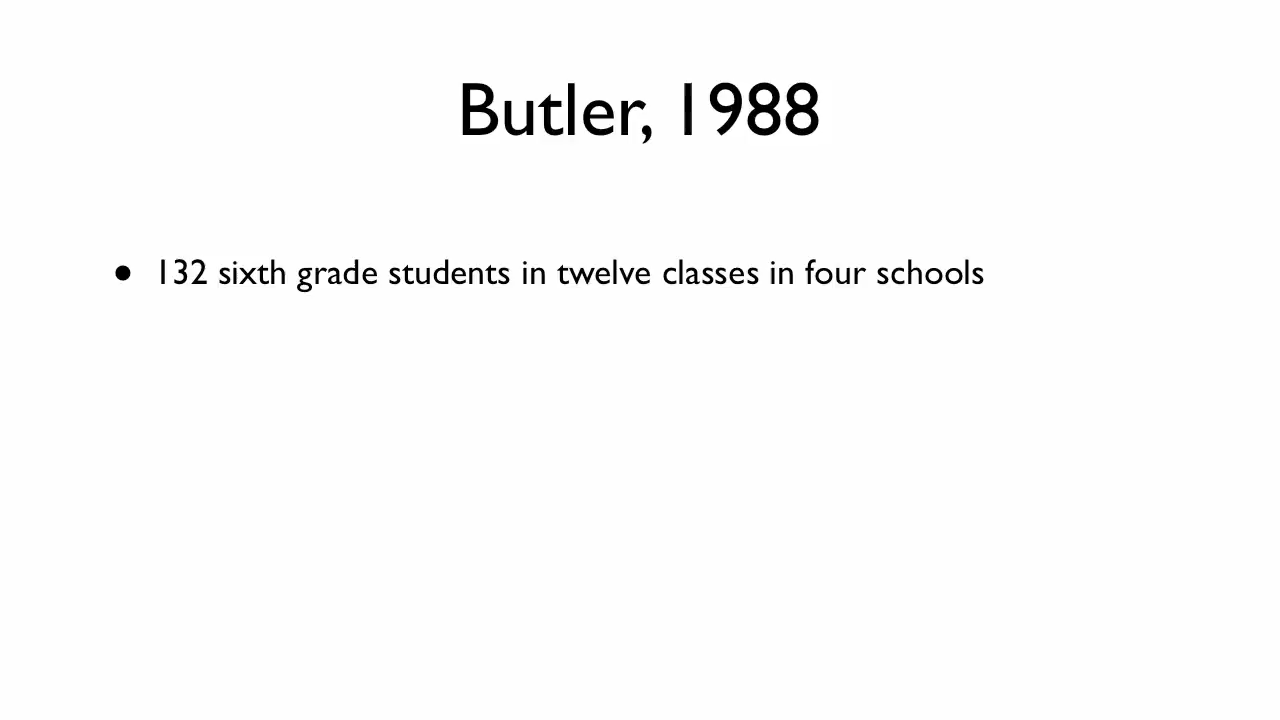 Butler, 1988
• 132 sixth grade students in twelve classes in four schools